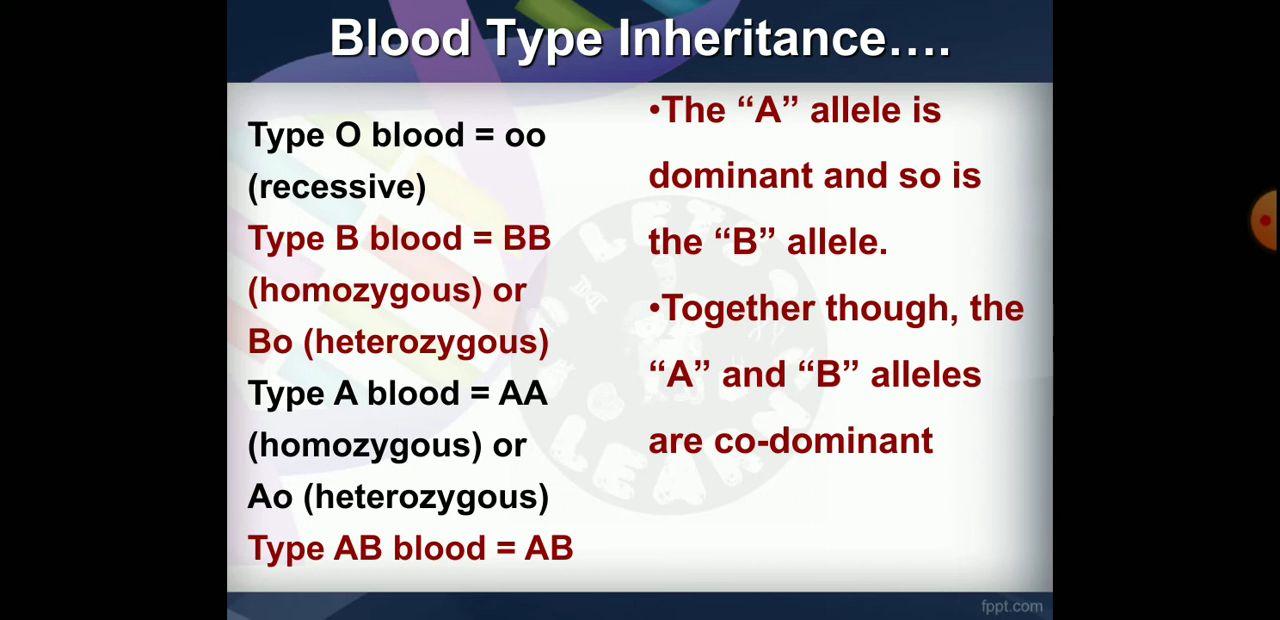 Blood Type Inheritance….
Type O blood = oo
(recessive)
Type B blood = BB
(homozygous) or
Bo (heterozygous)
Type A blood = AA
(homozygous) or
Ao (heterozygous)
Type AB blood = AB
•The “A” allele is
dominant and so is
the “B” allele.
•Together though, the
“A” and “B” alleles
are co-dominant
LETS
LEARN
fppt.com